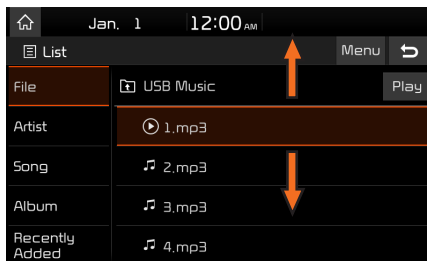 Jan. 1 12:00 AM
List Menu
File USB Music Play
Artist 1.mp3
Song 2.mp3
Album 3.mp3
Recently
Added 4.mp3